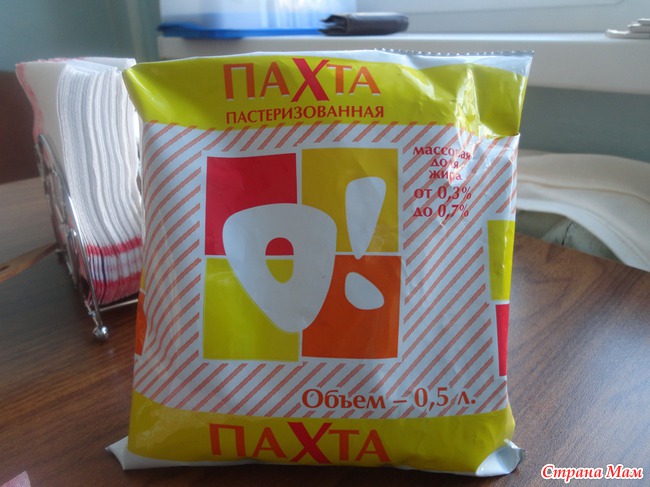 ПАХТА
ПАСТЕРИЗОВАННАЯ
массовая
доля
жира
от 0,3%
до 0,7%
Объем – 0,5 л.
ПАХТА
Страна Мам